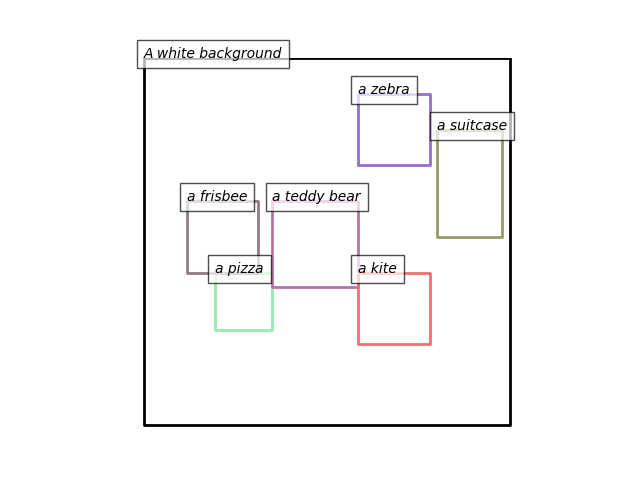 A white background
a zebra
a suitcase
a frisbee
a teddy bear
a pizza
a kite